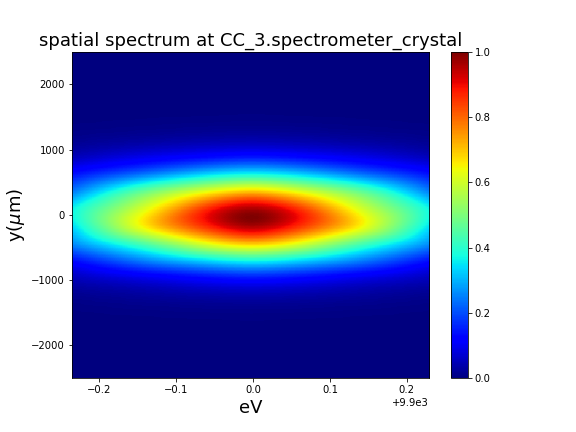 spatial spectrum at CC_3.spectrometer_crystal
1.0
2000
0.8
1000
0.6
y(μm)
0
0.4
−1000
0.2
−2000
0.0
−0.2 −0.1 0.0 0.1 0.2
+9.9e3
eV